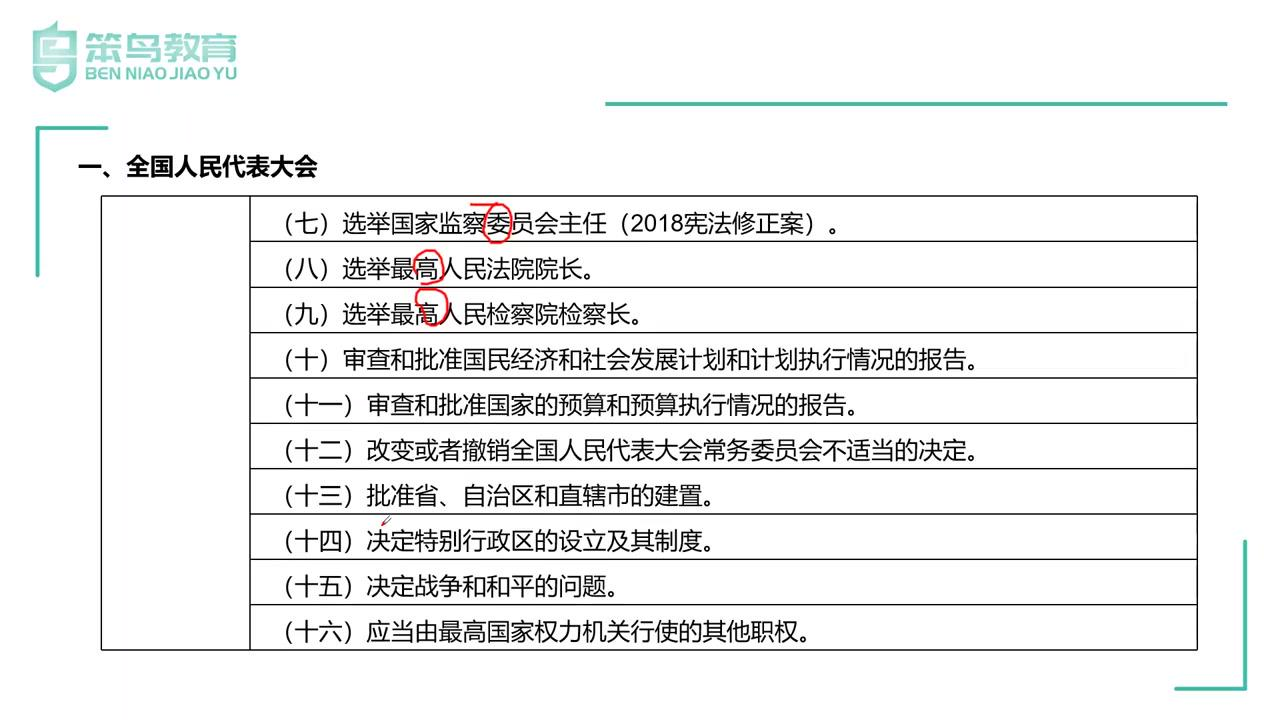 笨鸟教育
BEN NIAO JIAO YU
一、全国人民代表大会
（七）选举国家监察委员会主任（2018宪法修正案）。
（八）选举最高人民法院院长。
（九）选举最高人民检察院检察长。
（十）审查和批准国民经济和社会发展计划和计划执行情况的报告。
（十一）审查和批准国家的预算和预算执行情况的报告。
（十二）改变或者撤销全国人民代表大会常务委员会不适当的决定。
（十三）批准省、自治区和直辖市的建置。
（十四）决定特别行政区的设立及其制度。
（十五）决定战争和和平的问题。
（十六）应当由最高国家权力机关行使的其他职权。